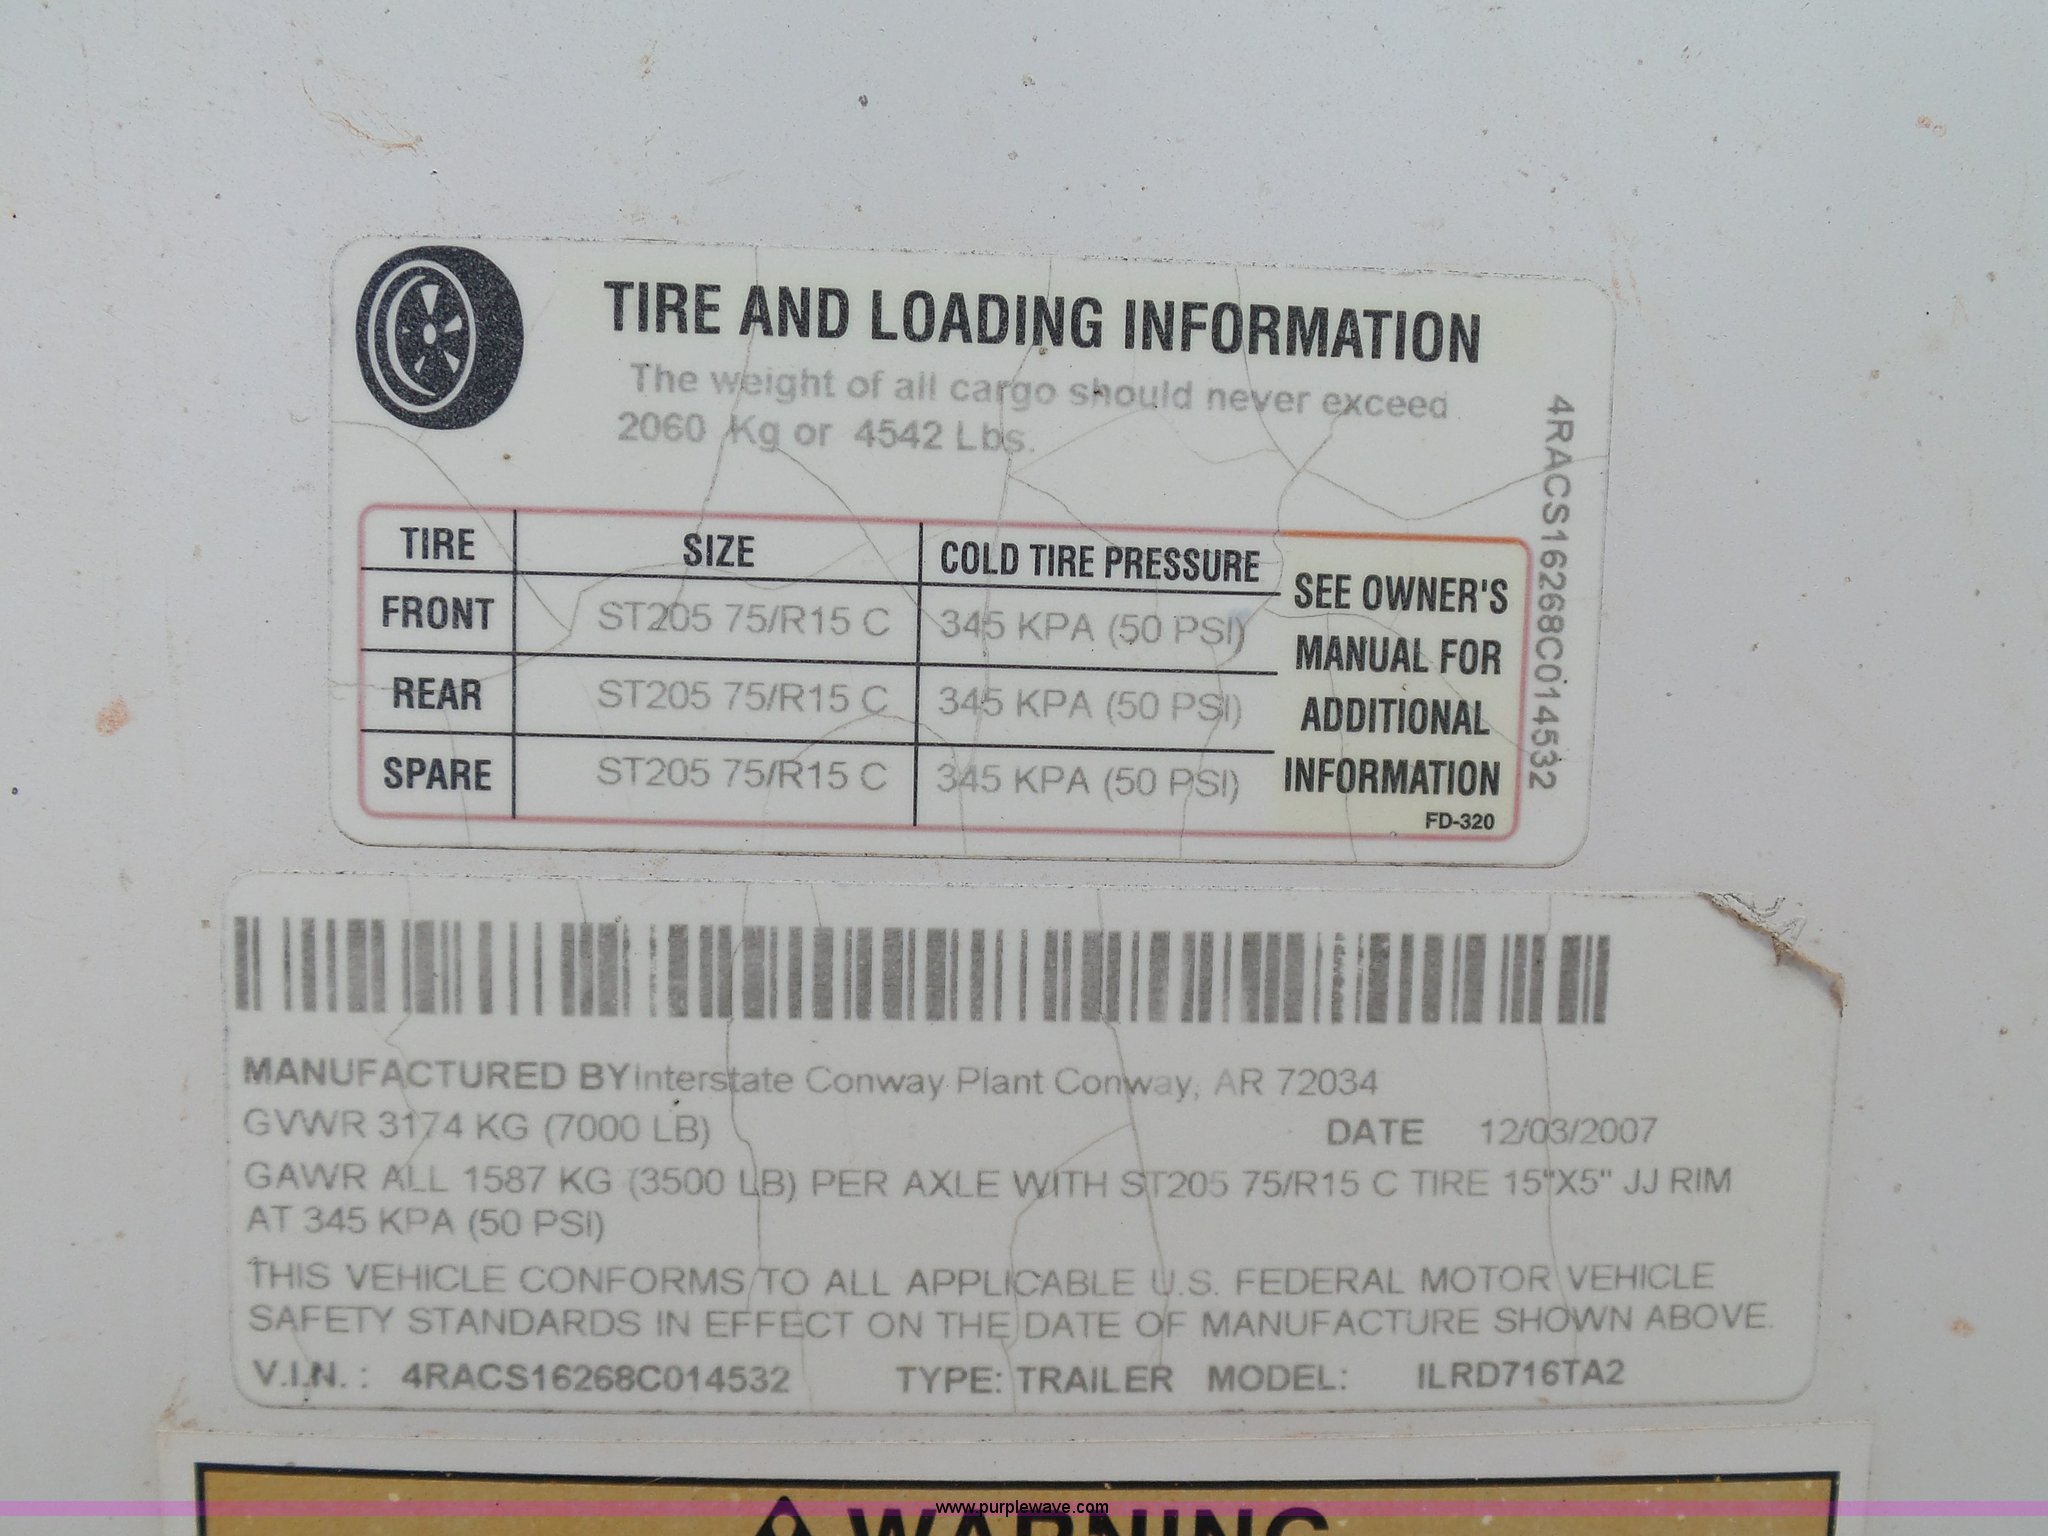 TIRE AND LOADING INFORMATION
The weight of all cargo should never exceed
2060 Kg or 4542 Lbs.
4RACS16268C014532
TIRE SIZE COLD TIRE PRESSURE
FRONT ST205 75/R15 C 345 KPA (50 PSI)
REAR ST205 75/R15 C 345 KPA (50 PSI)
SPARE ST205 75/R15 C 345 KPA (50 PSI)
SEE OWNER'S
MANUAL FOR
ADDITIONAL
INFORMATION
FD-320
MANUFACTURED BY Interstate Conway Plant Conway, AR 72034
GVWR 3174 KG (7000 LB) DATE 12/03/2007
GAWR ALL 1587 KG (3500 LB) PER AXLE WITH ST205 75/R15 C TIRE 15"X5" JJ RIM
AT 345 KPA (50 PSI)
THIS VEHICLE CONFORMS TO ALL APPLICABLE U.S. FEDERAL MOTOR VEHICLE
SAFETY STANDARDS IN EFFECT ON THE DATE OF MANUFACTURE SHOWN ABOVE.
V.I.N. : 4RACS16268C014532 TYPE: TRAILER MODEL: ILRD716TA2
WARNING
www.purplewave.com